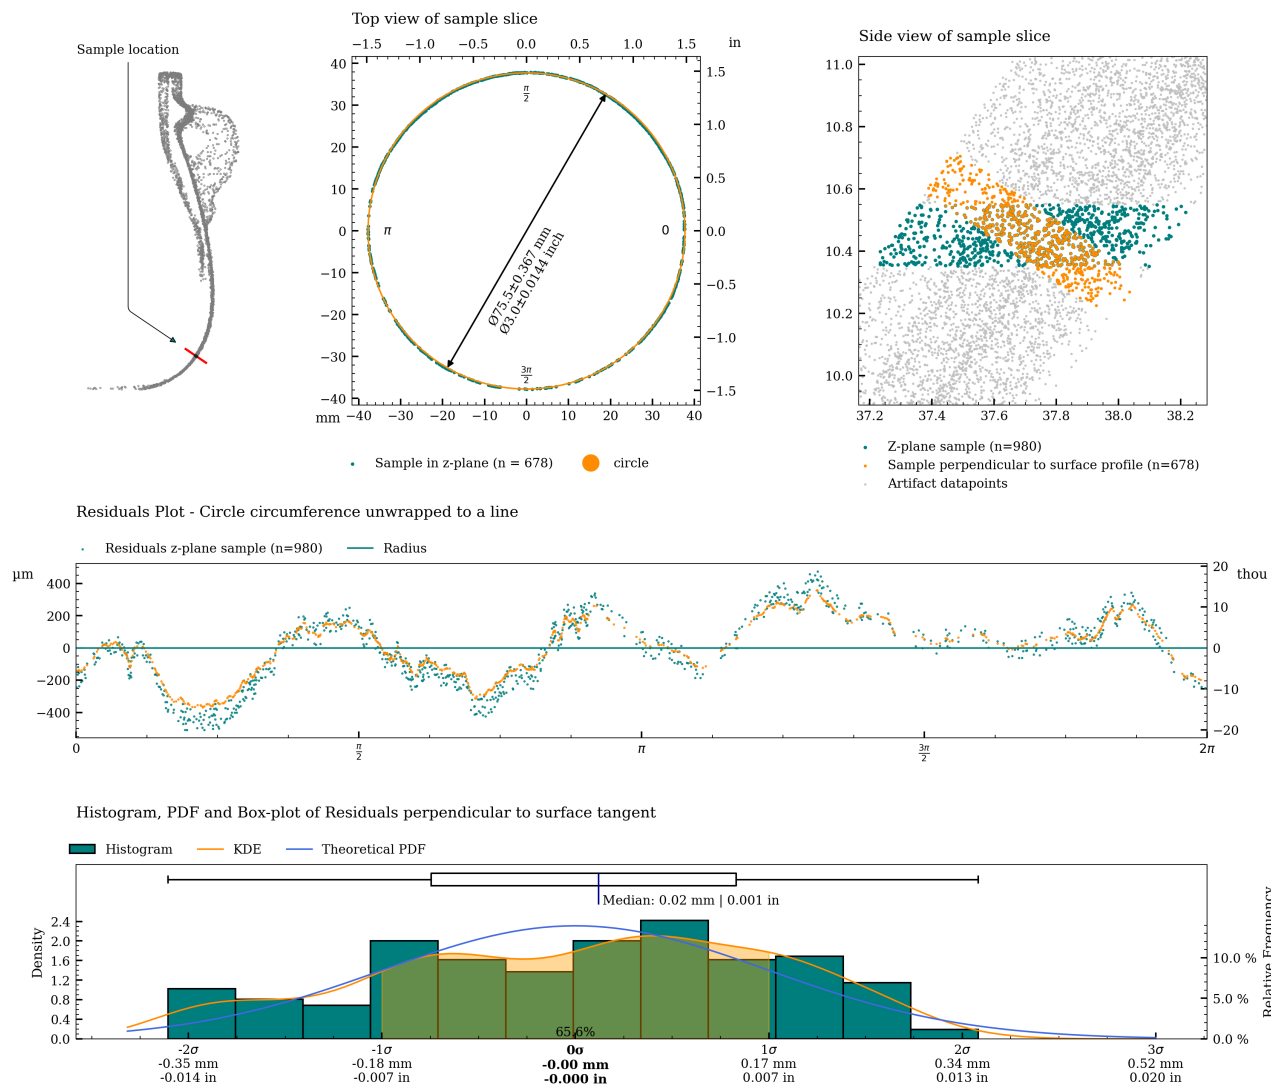 Top view of sample slice
Side view of sample slice
Sample location
−1.5 −1.0 −0.5 0.0 0.5 1.0 1.5 in
40
30
20
10
0
−10
−20
−30
−40
mm
1.5
1.0
0.5
0.0
−0.5
−1.0
−1.5
π/2
π
0
3π/2
Ø75.5±0.367 mm
Ø3.0±0.0144 inch
−40 −30 −20 −10 0 10 20 30 40
Sample in z-plane (n = 678)
circle
11.0
10.8
10.6
10.4
10.2
10.0
37.2 37.4 37.6 37.8 38.0 38.2
Z-plane sample (n=980)
Sample perpendicular to surface profile (n=678)
Artifact datapoints
Residuals Plot - Circle circumference unwrapped to a line
Residuals z-plane sample (n=980)
Radius
µm
400
200
0
−200
−400
thou
20
10
0
−10
−20
0 π/2 π 3π/2 2π
Histogram, PDF and Box-plot of Residuals perpendicular to surface tangent
Histogram
KDE
Theoretical PDF
Median: 0.02 mm | 0.001 in
Density
2.4
2.0
1.6
1.2
0.8
0.4
0.0
Relative Frequency
10.0 %
5.0 %
0.0 %
65.6%
-2σ -1σ 0σ 1σ 2σ 3σ
-0.35 mm -0.18 mm -0.00 mm 0.17 mm 0.34 mm 0.52 mm
-0.014 in -0.007 in -0.000 in 0.007 in 0.013 in 0.020 in